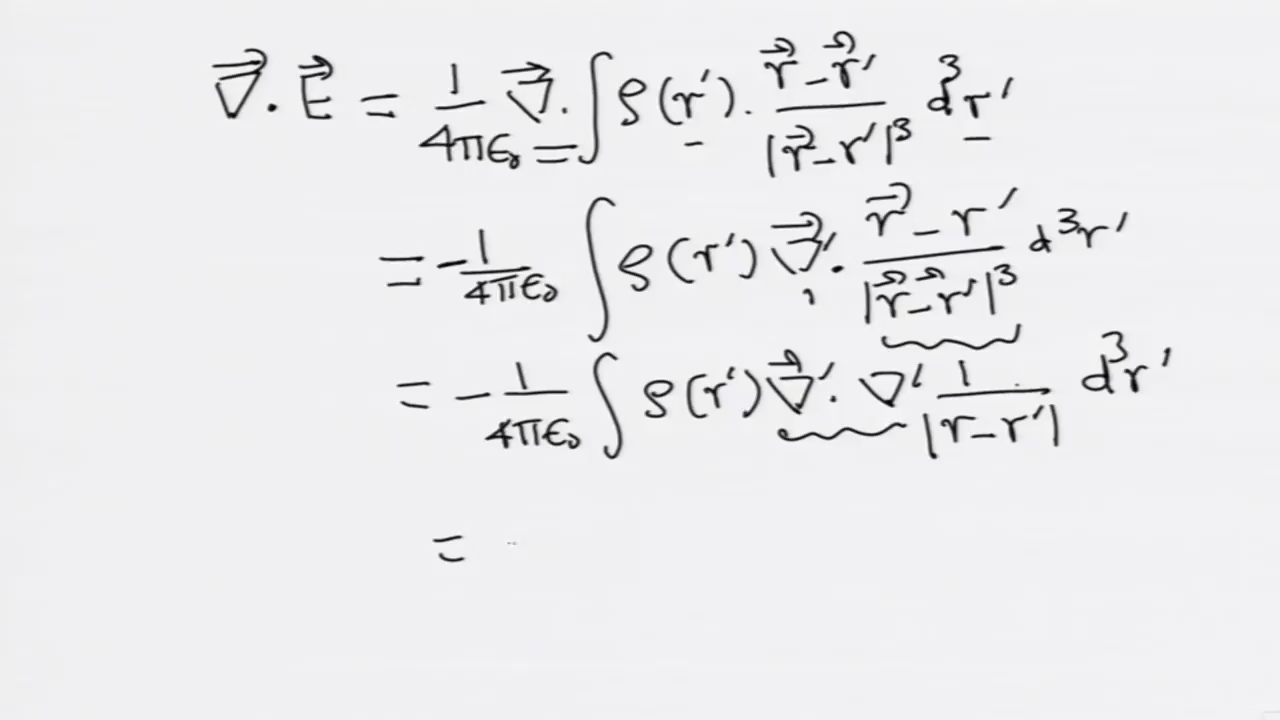 ∇⃗ · E⃗ = 1/(4πϵ₀) ∇⃗ · ∫ ρ(r′) · (r⃗ − r⃗′)/|r⃗ − r′|³ d³r′
= −1/(4πϵ₀) ∫ ρ(r′) ∇⃗′ · (r⃗ − r′)/|r⃗ − r⃗′|³ d³r′
= −1/(4πϵ₀) ∫ ρ(r′) ∇⃗′ · ∇′ 1/|r − r′| d³r′
=